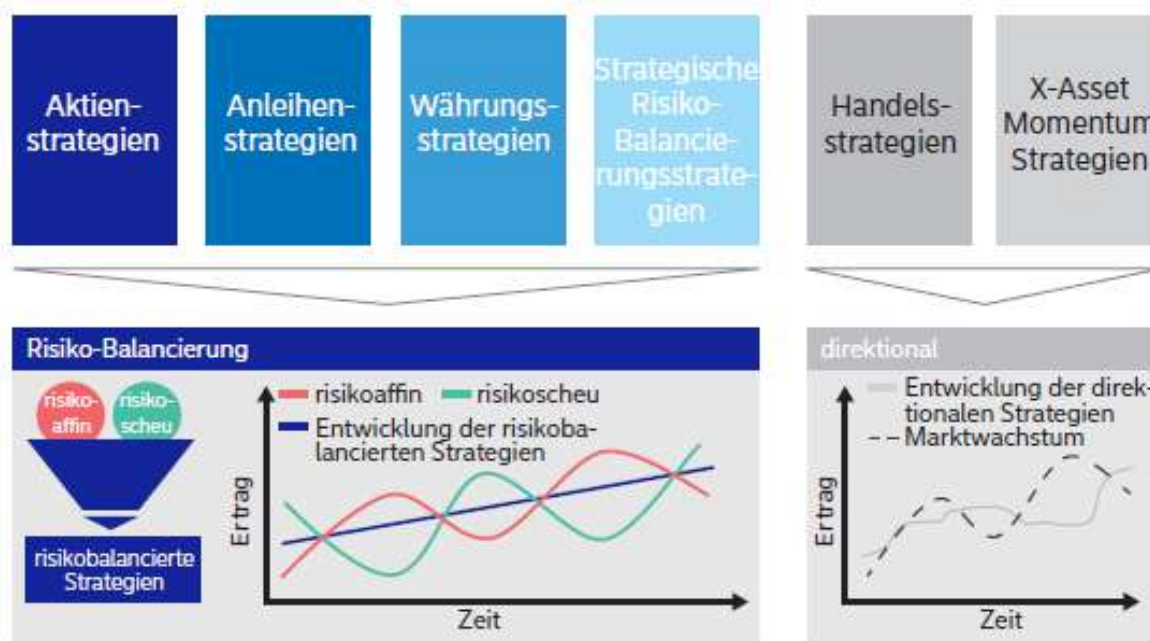 Aktien-
strategien
Anleihen-
strategien
Währungs-
strategien
Strategische
Risiko-
Balancie-
rungsstrate-
gien
Handels-
strategien
X-Asset
Momentum
Strategien
Risiko-Balancierung
risiko-
affin
risiko-
scheu
risikobalancierte
Strategien
risikoaffin
risikoscheu
Entwicklung der risikoba-
lancierten Strategien
Ertrag
Zeit
direktional
Entwicklung der direk-
tionalen Strategien
Marktwachstum
Ertrag
Zeit